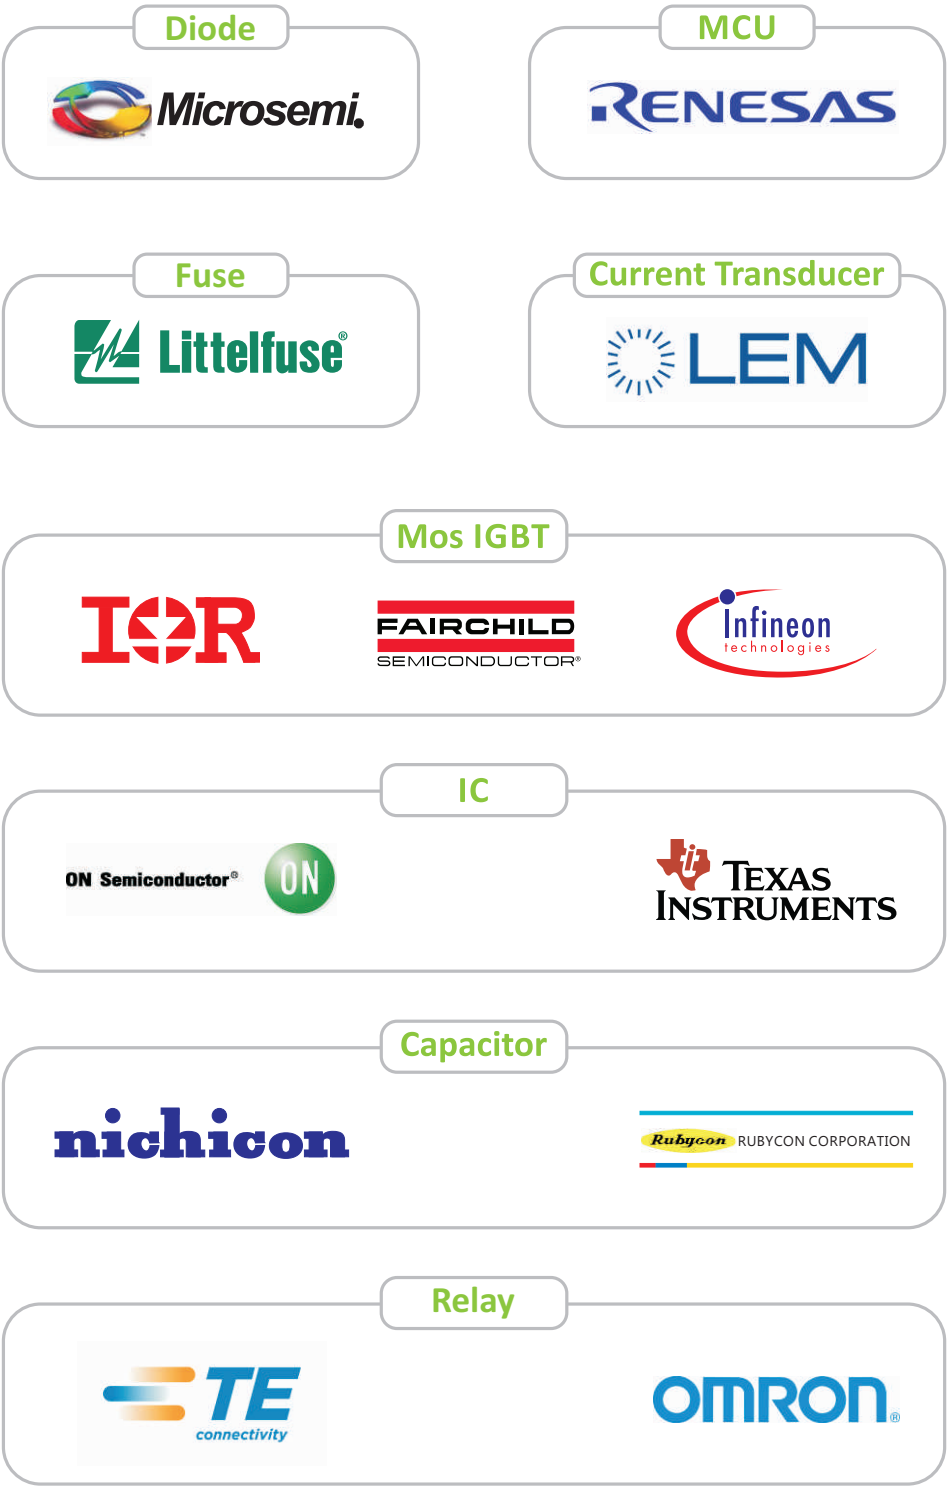 Diode
MCU
Microsemi.
RENESAS
Fuse
Current Transducer
Littelfuse®
LEM
Mos IGBT
IOR
FAIRCHILD
SEMICONDUCTOR®
Infineon
technologies
IC
ON Semiconductor®
ON
TEXAS
INSTRUMENTS
Capacitor
nichicon
Rubycon RUBYCON CORPORATION
Relay
TE
connectivity
OMRON®